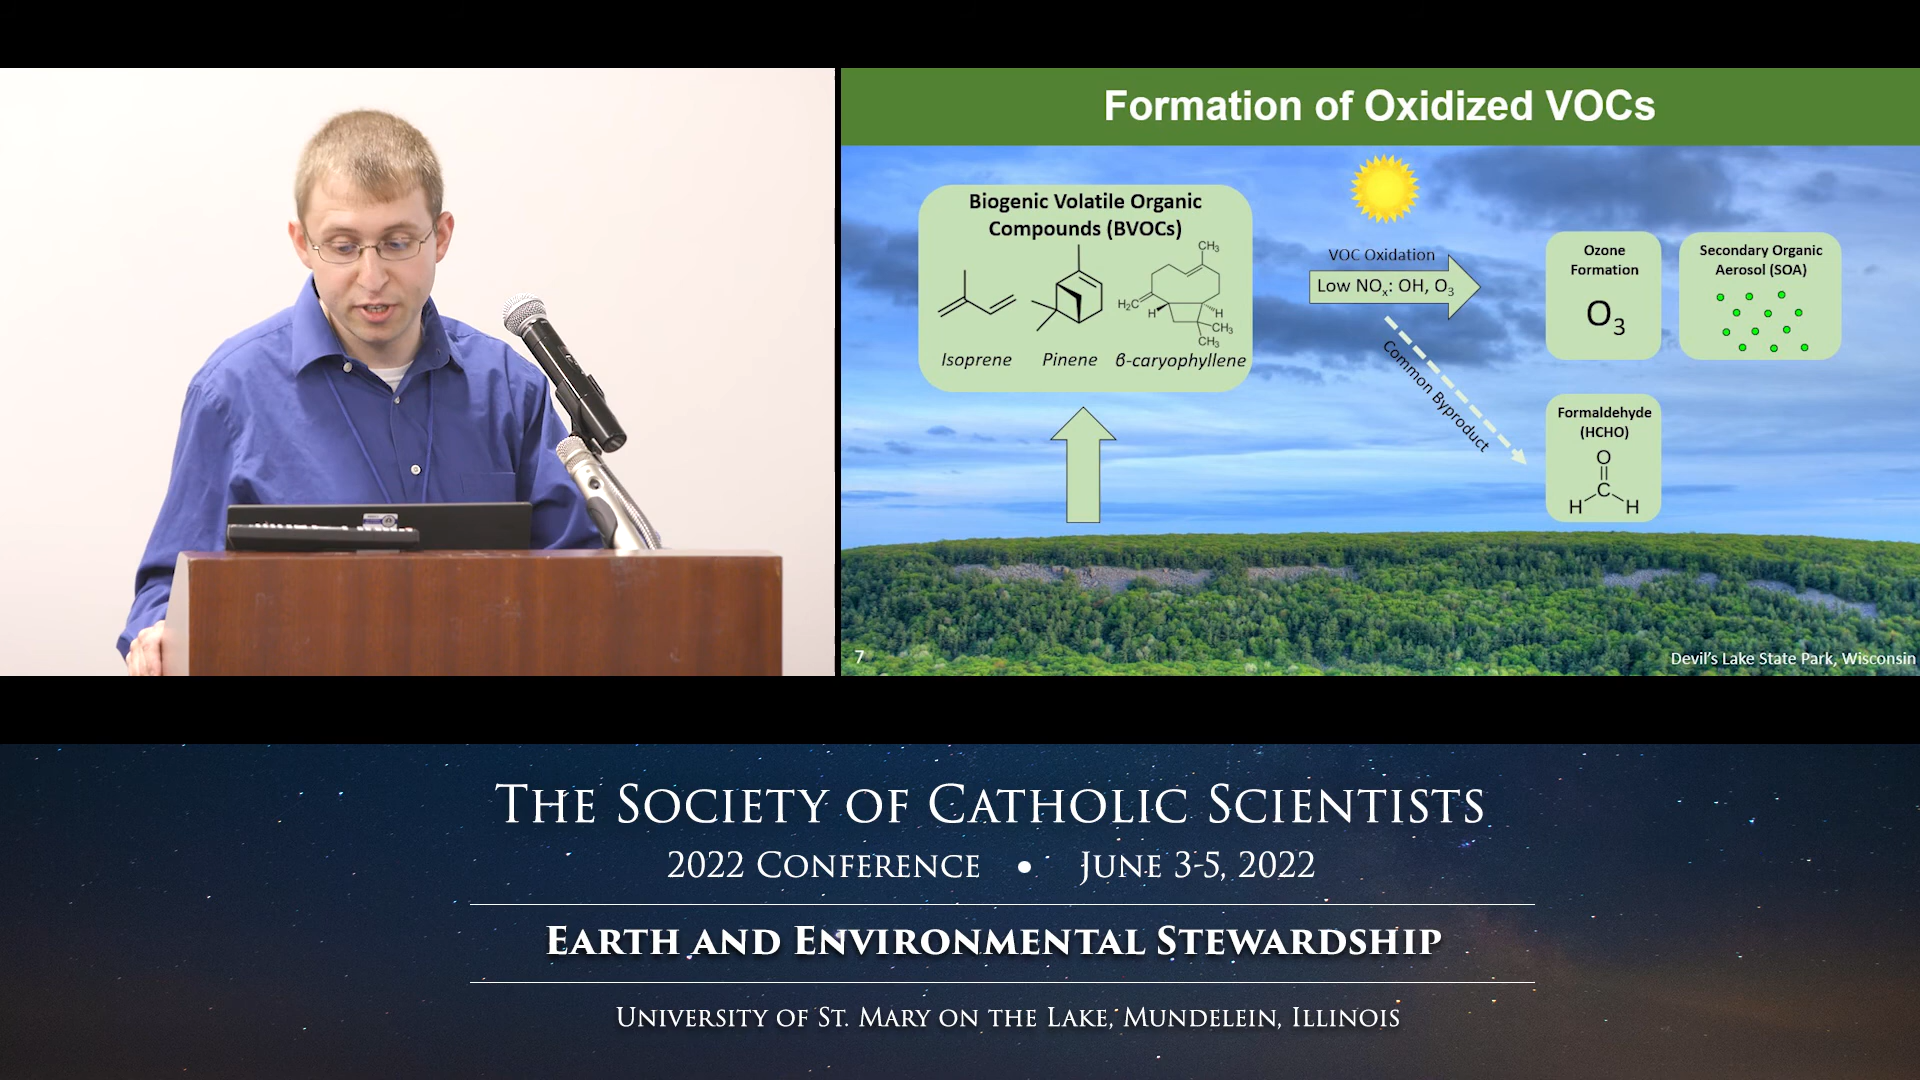 Formation of Oxidized VOCs
Biogenic Volatile Organic
Compounds (BVOCs)
CH₃
H₂C
H
H
CH₃
CH₃
Isoprene
Pinene
β-caryophyllene
VOC Oxidation
Low NOₓ: OH, O₃
Common Byproduct
Ozone
Formation
O₃
Secondary Organic
Aerosol (SOA)
Formaldehyde
(HCHO)
O
C
H
H
7
Devil's Lake State Park, Wisconsin
THE SOCIETY OF CATHOLIC SCIENTISTS
2022 CONFERENCE • JUNE 3-5, 2022
EARTH AND ENVIRONMENTAL STEWARDSHIP
UNIVERSITY OF ST. MARY ON THE LAKE, MUNDELEIN, ILLINOIS